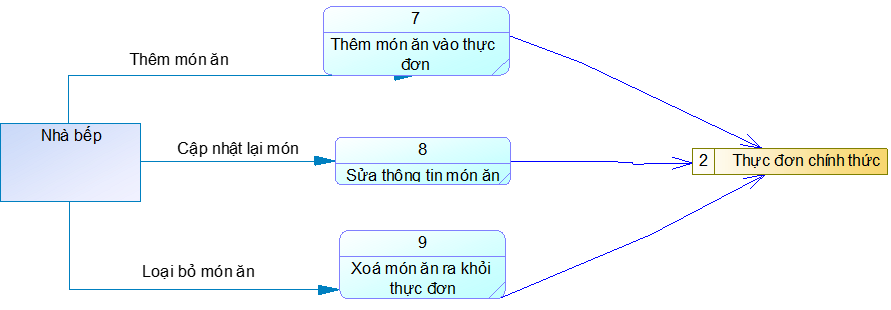 7
Thêm món ăn vào thực
đơn
Thêm món ăn
Nhà bếp
Cập nhật lại món
8
Sửa thông tin món ăn
2 Thực đơn chính thức
9
Xoá món ăn ra khỏi
thực đơn
Loại bỏ món ăn